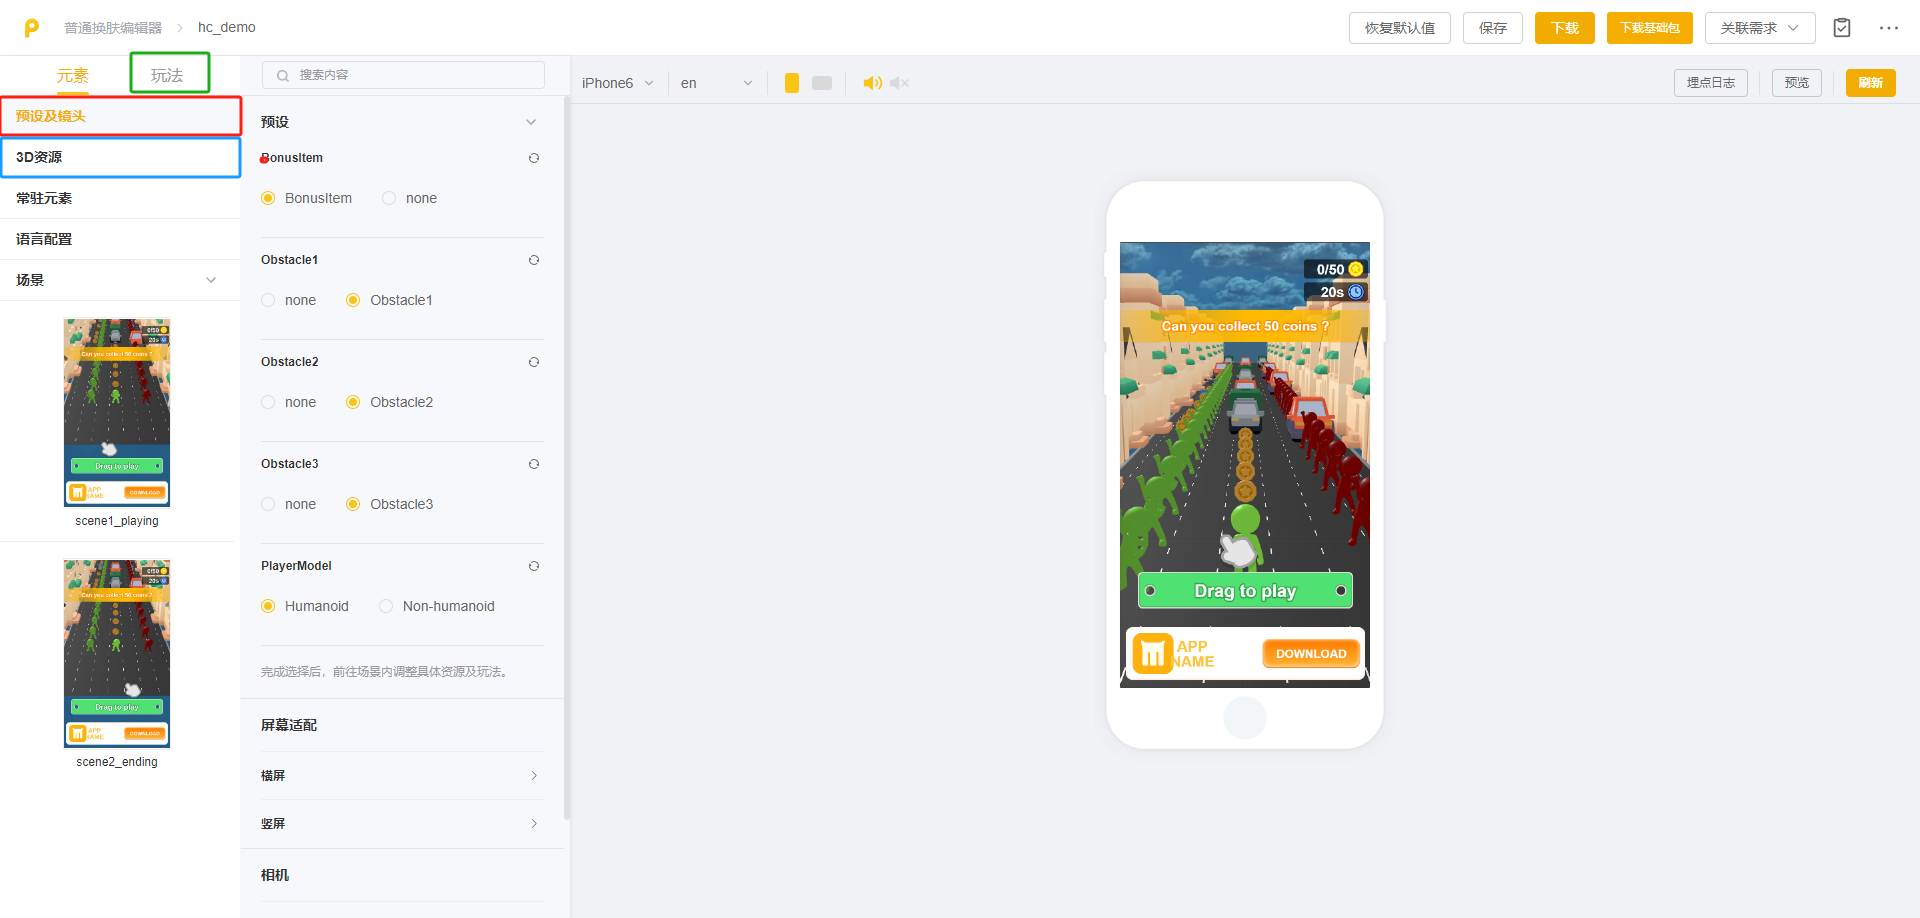 普通换肤编辑器
hc_demo
恢复默认值
保存
下载
下载基础包
关联需求
元素
玩法
预设及镜头
3D资源
常驻元素
语言配置
场景
0/50
20s
Can you collect 50 coins ?
Drag to play
APP
NAME
DOWNLOAD
scene1_playing
0/50
20s
Can you collect 50 coins ?
Drag to play
APP
NAME
DOWNLOAD
scene2_ending
搜索内容
预设
BonusItem
BonusItem
none
Obstacle1
none
Obstacle1
Obstacle2
none
Obstacle2
Obstacle3
none
Obstacle3
PlayerModel
Humanoid
Non-humanoid
完成选择后，前往场景内调整具体资源及玩法。
屏幕适配
横屏
竖屏
相机
iPhone6
en
埋点日志
预览
刷新
0/50
20s
Can you collect 50 coins ?
Drag to play
APP
NAME
DOWNLOAD